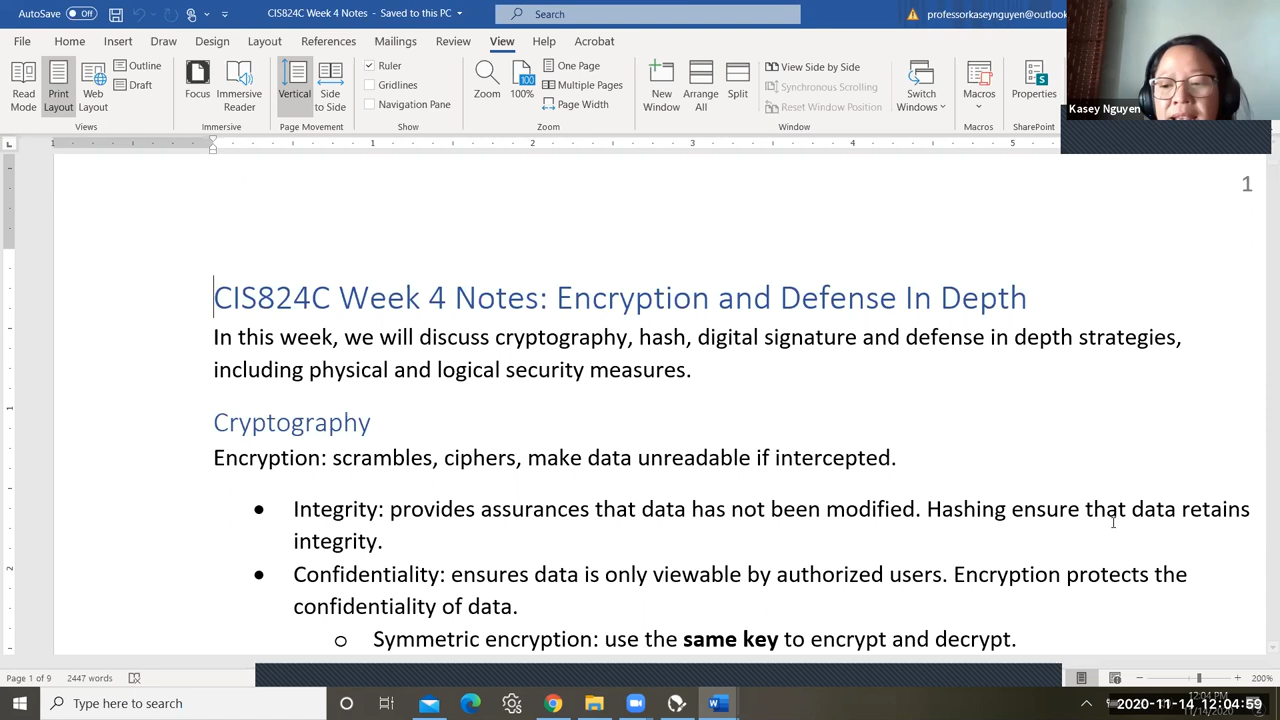 AutoSave Off CIS824C Week 4 Notes - Saved to this PC Search professorkaseynguyen@outlook
File Home Insert Draw Design Layout References Mailings Review View Help Acrobat
Read Mode Print Layout Web Layout Outline Draft Focus Immersive Reader Vertical Side to Side Ruler Gridlines Navigation Pane Zoom 100% One Page Multiple Pages Page Width New Window Arrange All Split View Side by Side Synchronous Scrolling Reset Window Position Switch Windows Macros Properties
Kasey Nguyen
Views Immersive Page Movement Show Zoom Window Macros SharePoint
1 1 2 3 4 5
1
CIS824C Week 4 Notes: Encryption and Defense In Depth
In this week, we will discuss cryptography, hash, digital signature and defense in depth strategies,
including physical and logical security measures.
Cryptography
Encryption: scrambles, ciphers, make data unreadable if intercepted.
• Integrity: provides assurances that data has not been modified. Hashing ensure that data retains
integrity.
• Confidentiality: ensures data is only viewable by authorized users. Encryption protects the
confidentiality of data.
o Symmetric encryption: use the same key to encrypt and decrypt.
Page 1 of 9 2447 words 200%
Type here to search
12:04 PM
2020-11-14 12:04:59